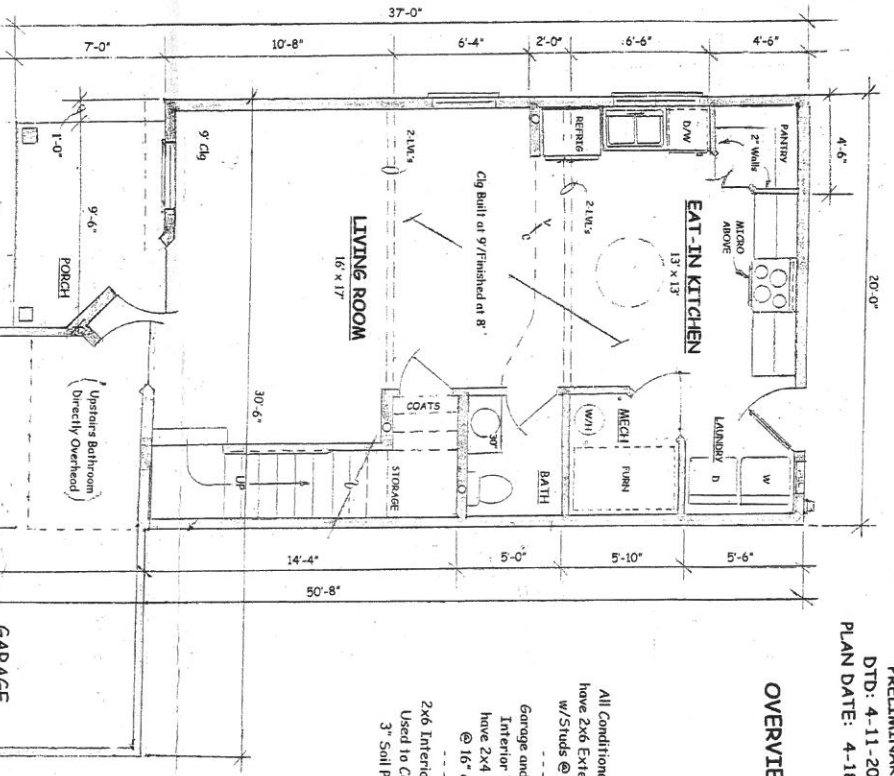 37'-0"
7'-0"
10'-8"
6'-4"
2'-0"
6'-6"
4'-6"
20'-0"
4'-6"
1'-0"
9'-6"
PORCH
9' Clg
2-LVL's
LIVING ROOM
16' x 17'
Clg Built at 9'/Finished at 8'
REFRIG
D/W
2-LVL's
PANTRY
2" Walls
MICRO
ABOVE
EAT-IN KITCHEN
13' x 13'
30'-6"
COATS
STORAGE
UP
30"
BATH
MECH
W/H
FURN
LAUNDRY
D
W
Upstairs Bathroom
Directly Overhead
14'-4"
5'-0"
5'-10"
5'-6"
50'-8"
GARAGE
DTD: 4-11-20
PLAN DATE: 4-1
OVERVIE
All Conditione
have 2x6 Exte
w/Studs @
Garage and
Interior
have 2x4
@ 16"
2x6 Interio
Used to C
3" Soil P